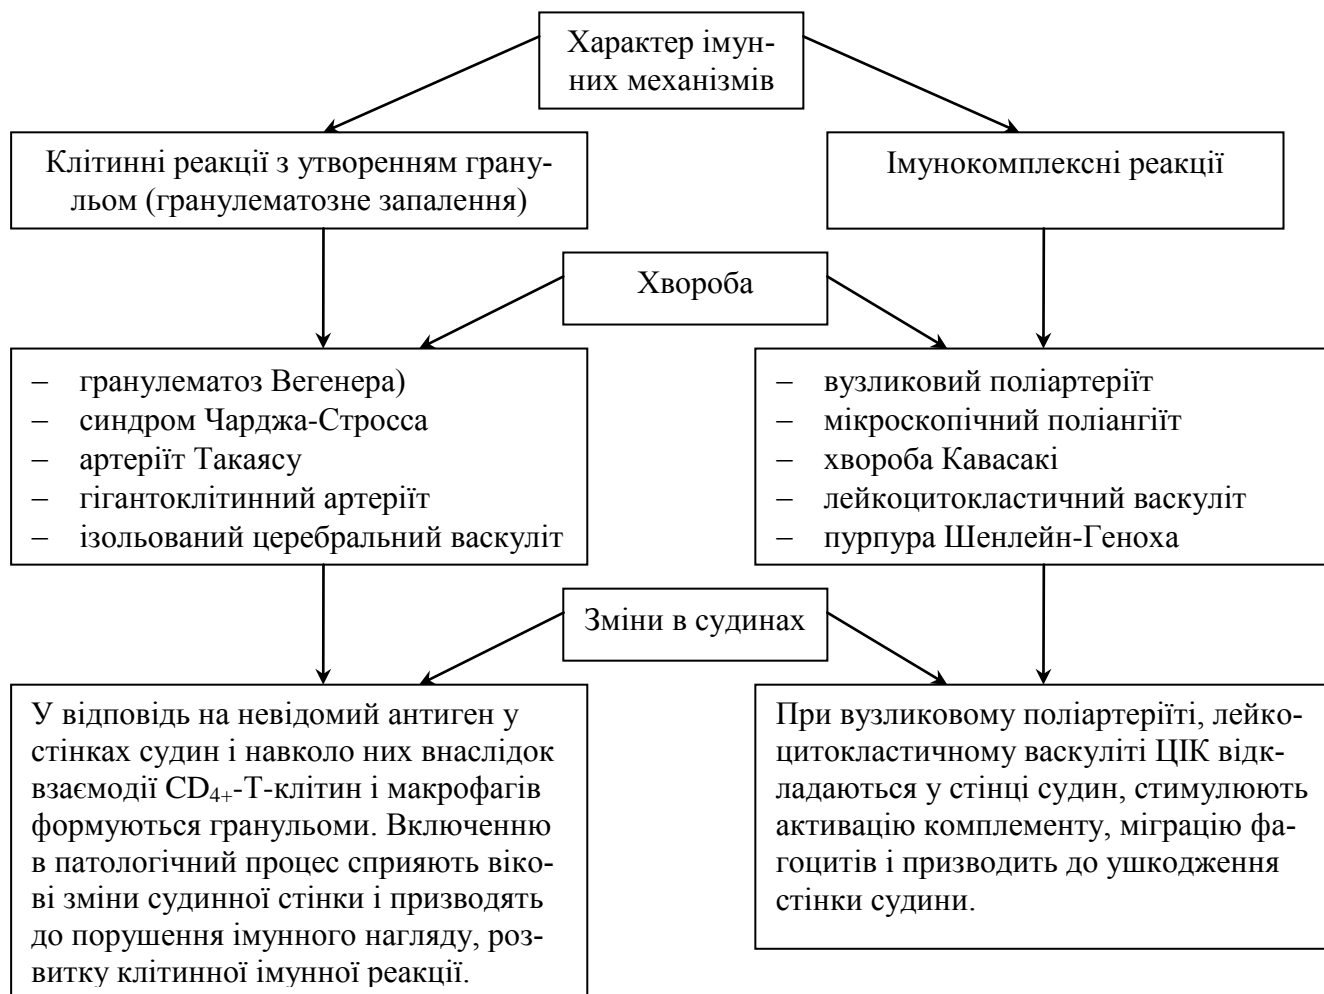 Характер імун-
них механізмів
Клітинні реакції з утворенням грану-
льом (гранулематозне запалення)
Імунокомплексні реакції
Хвороба
– гранулематоз Вегенера)
– синдром Чарджа-Стросса
– артеріїт Такаясу
– гігантоклітинний артеріїт
– ізольований церебральний васкуліт
– вузликовий поліартеріїт
– мікроскопічний поліангіїт
– хвороба Кавасакі
– лейкоцитокластичний васкуліт
– пурпура Шенлейн-Геноха
Зміни в судинах
У відповідь на невідомий антиген у
стінках судин і навколо них внаслідок
взаємодії CD₄₊-Т-клітин і макрофагів
формуються гранульоми. Включенню
в патологічний процес сприяють віко-
ві зміни судинної стінки і призводять
до порушення імунного нагляду, роз-
витку клітинної імунної реакції.
При вузликовому поліартеріїті, лейко-
цитокластичному васкуліті ЦІК відк-
ладаються у стінці судин, стимулюють
активацію комплементу, міграцію фа-
гоцитів і призводить до ушкодження
стінки судини.